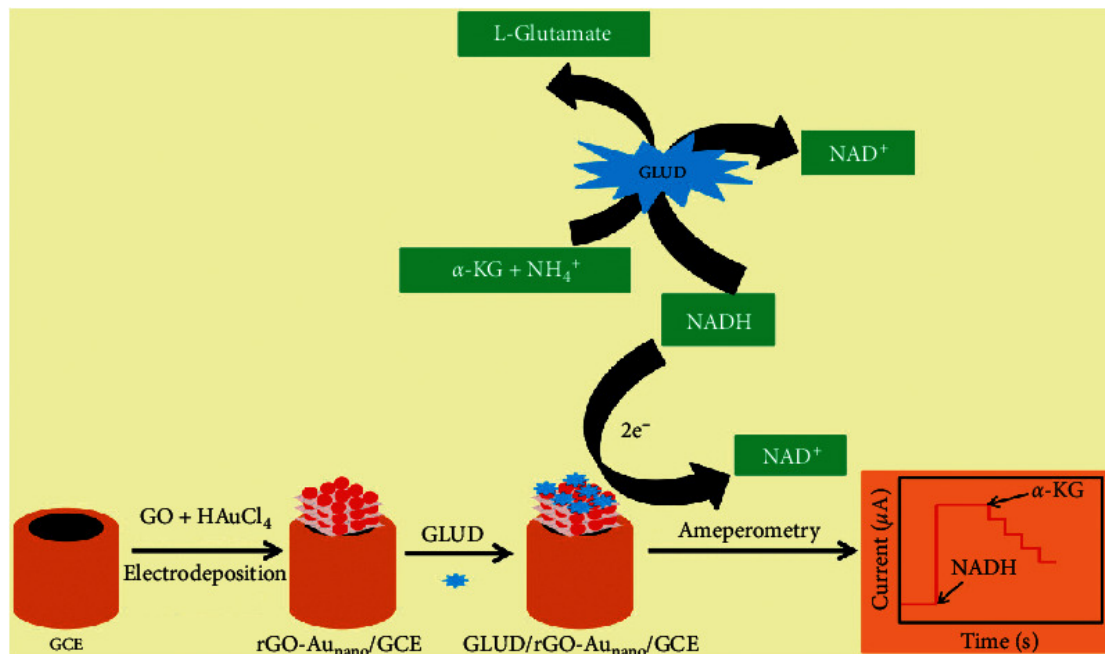 L-Glutamate
NAD⁺
GLUD
α-KG + NH₄⁺
NADH
2e⁻
NAD⁺
GO + HAuCl₄
Electrodeposition
GLUD
Ameperometry
GCE
rGO-Auₙₐₙₒ/GCE
GLUD/rGO-Auₙₐₙₒ/GCE
Current (μA)
α-KG
NADH
Time (s)